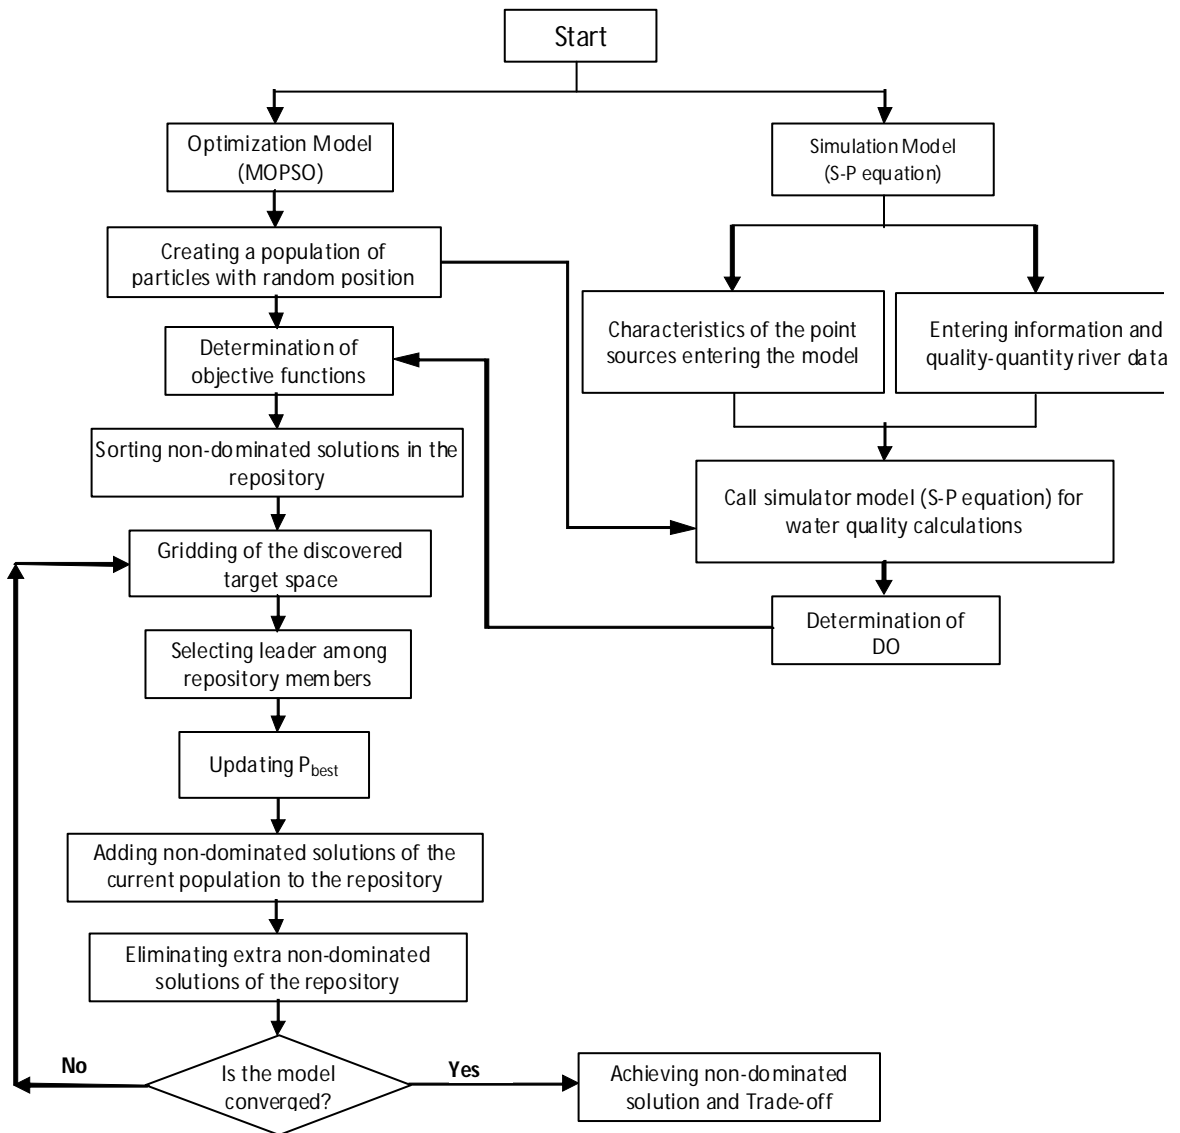 Start
Optimization Model
(MOPSO)
Simulation Model
(S-P equation)
Creating a population of
particles with random position
Characteristics of the point
sources entering the model
Entering information and
quality-quantity river data
Determination of
objective functions
Sorting non-dominated solutions in the
repository
Call simulator model (S-P equation) for
water quality calculations
Gridding of the discovered
target space
Determination of
DO
Selecting leader among
repository members
Updating Pbest
Adding non-dominated solutions of the
current population to the repository
Eliminating extra non-dominated
solutions of the repository
No
Is the model
converged?
Yes
Achieving non-dominated
solution and Trade-off